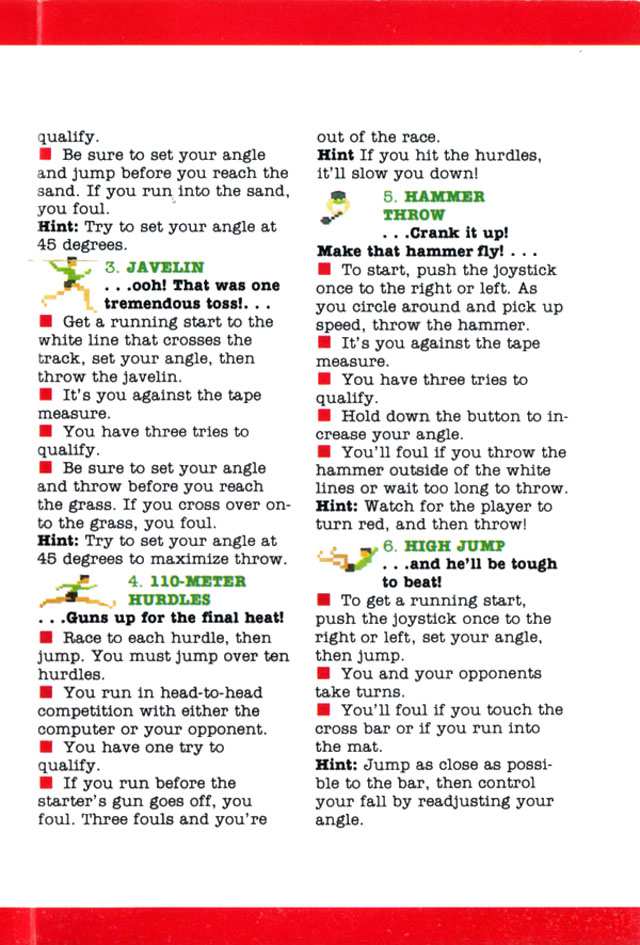 qualify.
■ Be sure to set your angle
and jump before you reach the
sand. If you run into the sand,
you foul.
Hint: Try to set your angle at
45 degrees.
3. JAVELIN
. . .ooh! That was one
tremendous toss!. . .
■ Get a running start to the
white line that crosses the
track, set your angle, then
throw the javelin.
■ It's you against the tape
measure.
■ You have three tries to
qualify.
■ Be sure to set your angle
and throw before you reach
the grass. If you cross over on-
to the grass, you foul.
Hint: Try to set your angle at
45 degrees to maximize throw.
4. 110-METER
HURDLES
. . .Guns up for the final heat!
■ Race to each hurdle, then
jump. You must jump over ten
hurdles.
■ You run in head-to-head
competition with either the
computer or your opponent.
■ You have one try to
qualify.
■ If you run before the
starter's gun goes off, you
foul. Three fouls and you're
out of the race.
Hint If you hit the hurdles,
it'll slow you down!
5. HAMMER
THROW
. . .Crank it up!
Make that hammer fly! . . .
■ To start, push the joystick
once to the right or left. As
you circle around and pick up
speed, throw the hammer.
■ It's you against the tape
measure.
■ You have three tries to
qualify.
■ Hold down the button to in-
crease your angle.
■ You'll foul if you throw the
hammer outside of the white
lines or wait too long to throw.
Hint: Watch for the player to
turn red, and then throw!
6. HIGH JUMP
. . .and he'll be tough
to beat!
■ To get a running start,
push the joystick once to the
right or left, set your angle,
then jump.
■ You and your opponents
take turns.
■ You'll foul if you touch the
cross bar or if you run into
the mat.
Hint: Jump as close as possi-
ble to the bar, then control
your fall by readjusting your
angle.